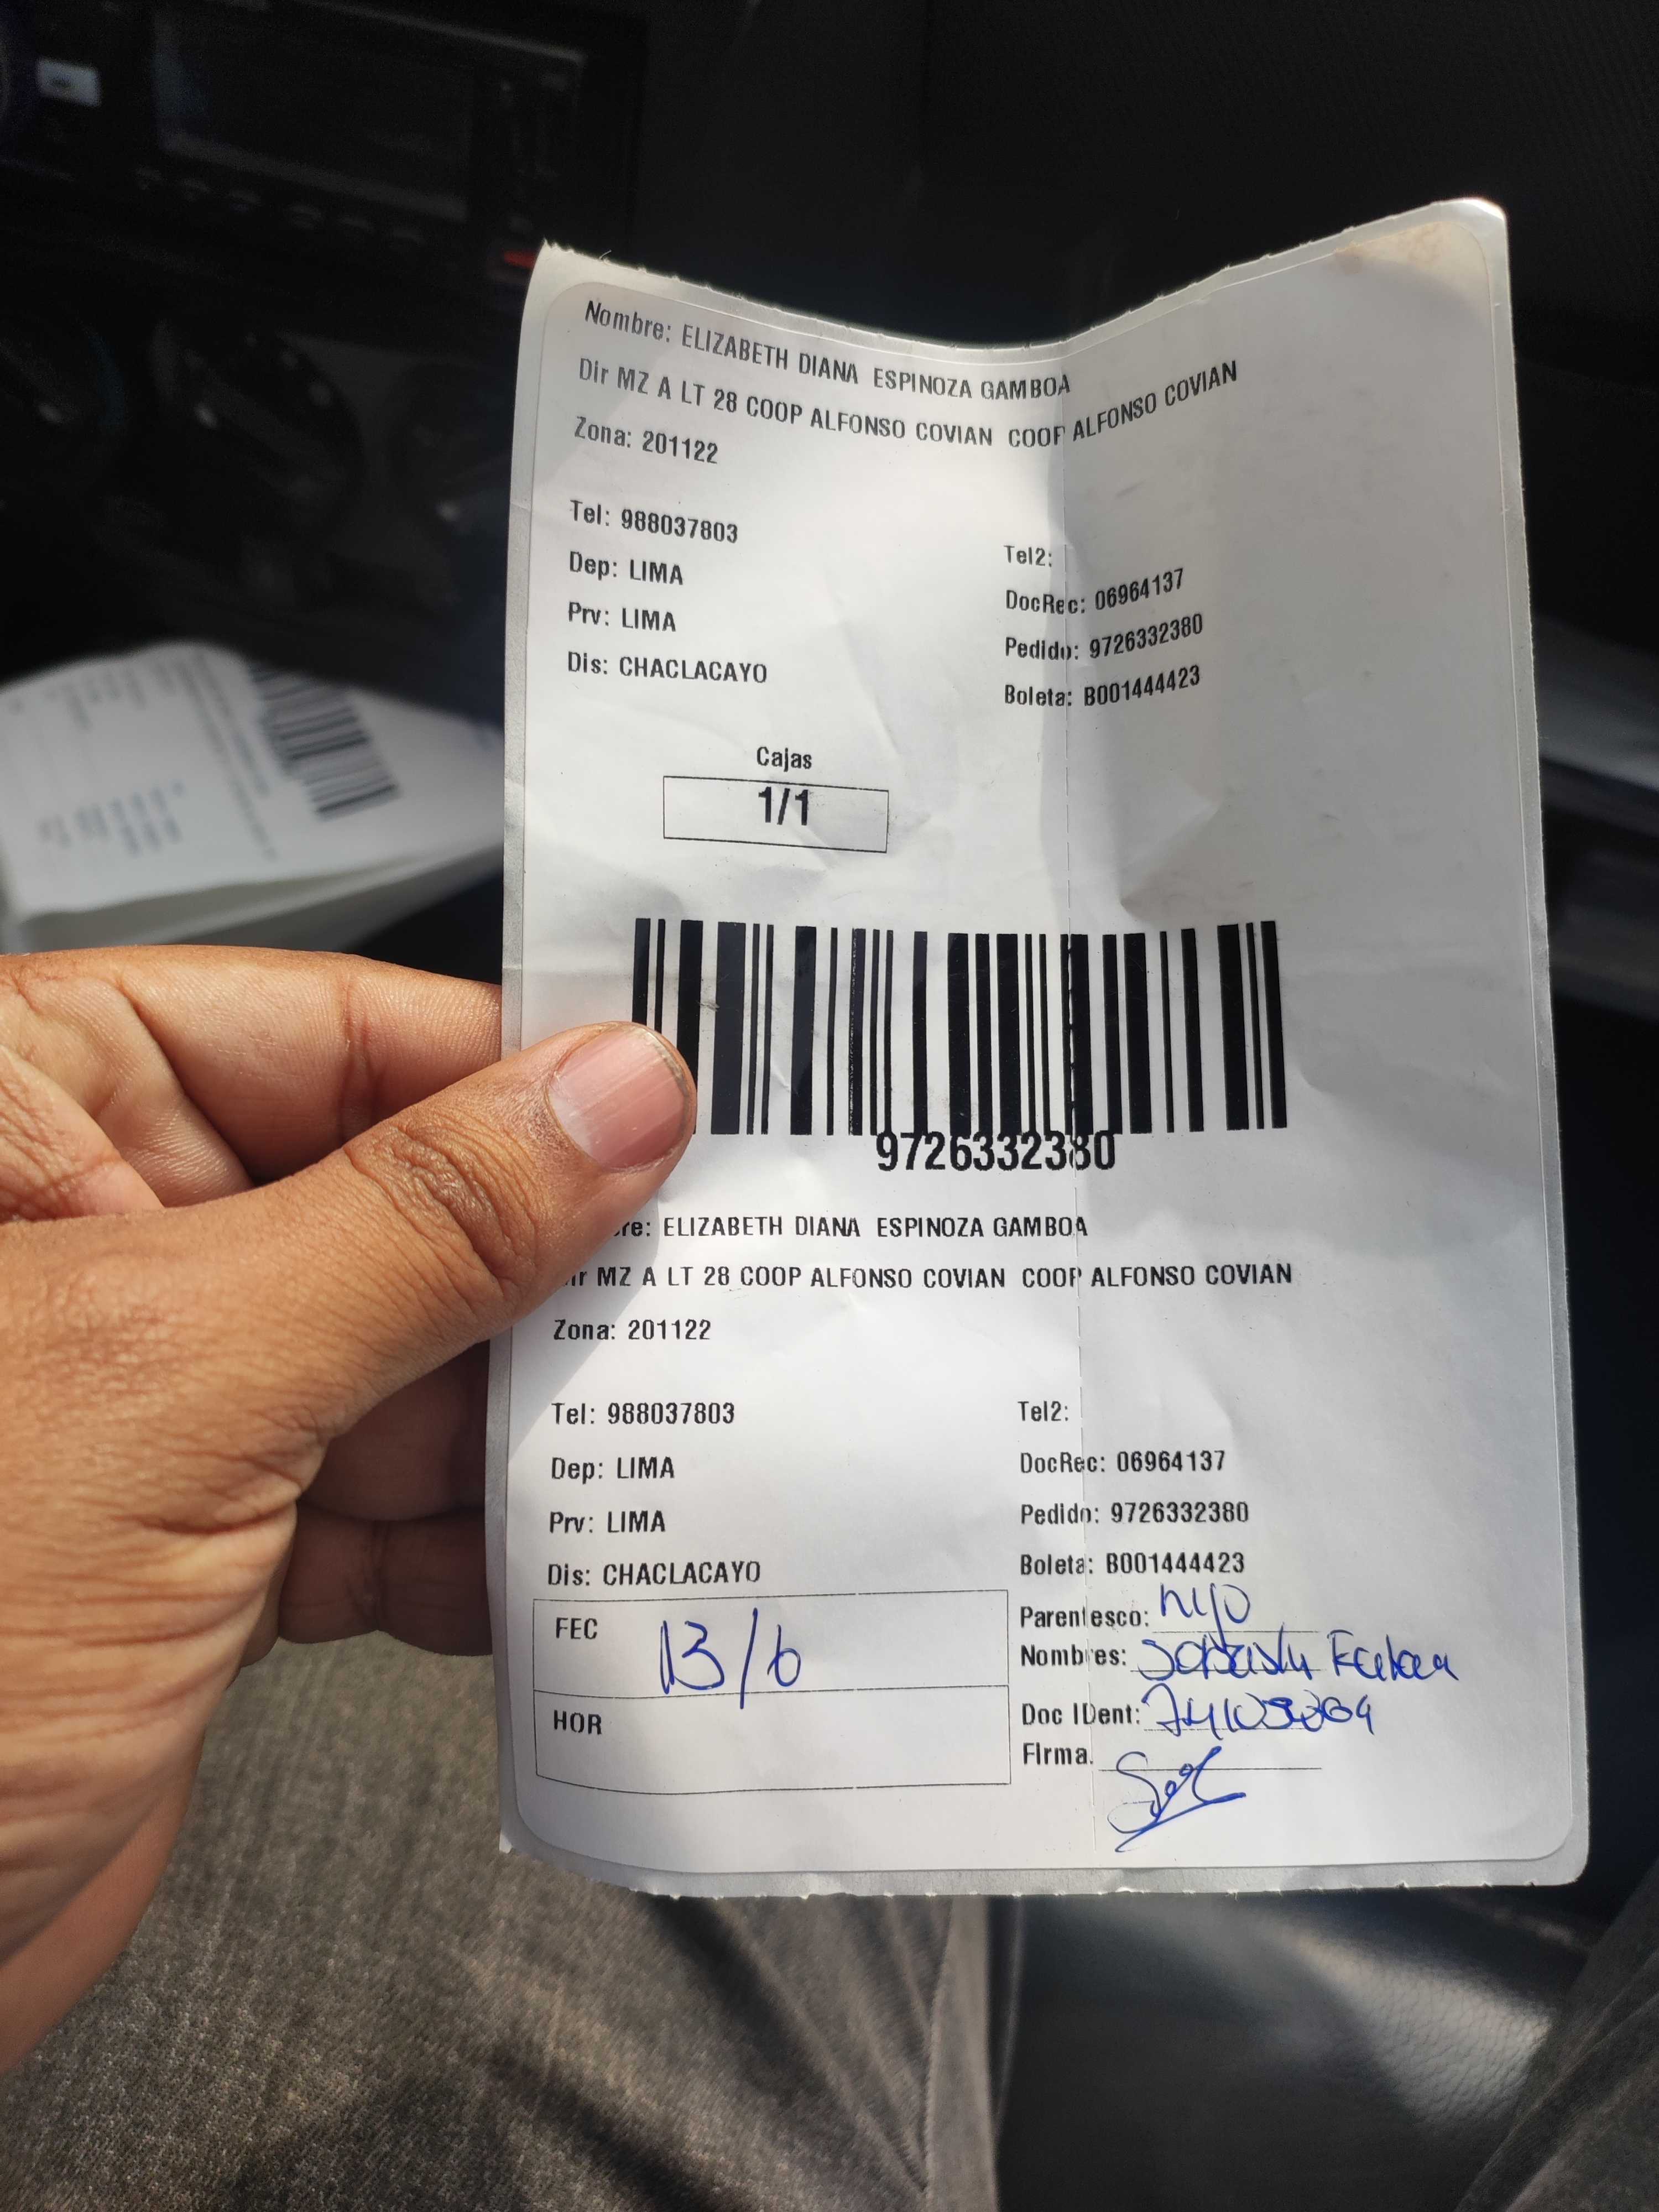 Nombre: ELIZABETH DIANA ESPINOZA GAMBOA
Dir MZ A LT 28 COOP ALFONSO COVIAN COOP ALFONSO COVIAN
Zona: 201122
Tel: 988037803
Tel2:
Dep: LIMA
DocRec: 06964137
Prv: LIMA
Pedido: 9726332380
Dis: CHACLACAYO
Boleta: B001444423
Cajas
1/1
9726332380
re: ELIZABETH DIANA ESPINOZA GAMBOA
MZ A LT 28 COOP ALFONSO COVIAN COOP ALFONSO COVIAN
Zona: 201122
Tel: 988037803
Tel2:
Dep: LIMA
DocRec: 06964137
Prv: LIMA
Pedido: 9726332380
Dis: CHACLACAYO
Boleta: B001444423
FEC 13/6
Parentesco: hijo
Nombres:
HOR
Doc IDent:
Firma.